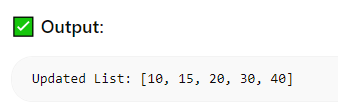 ✅ Output:
Updated List: [10, 15, 20, 30, 40]